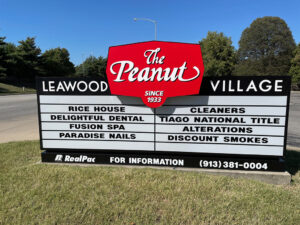 The
Peanut
SINCE
1933
LEAWOOD VILLAGE
RICE HOUSE
DELIGHTFUL DENTAL
FUSION SPA
PARADISE NAILS
CLEANERS
TIAGO NATIONAL TITLE
ALTERATIONS
DISCOUNT SMOKES
RealPac FOR INFORMATION (913) 381-0004